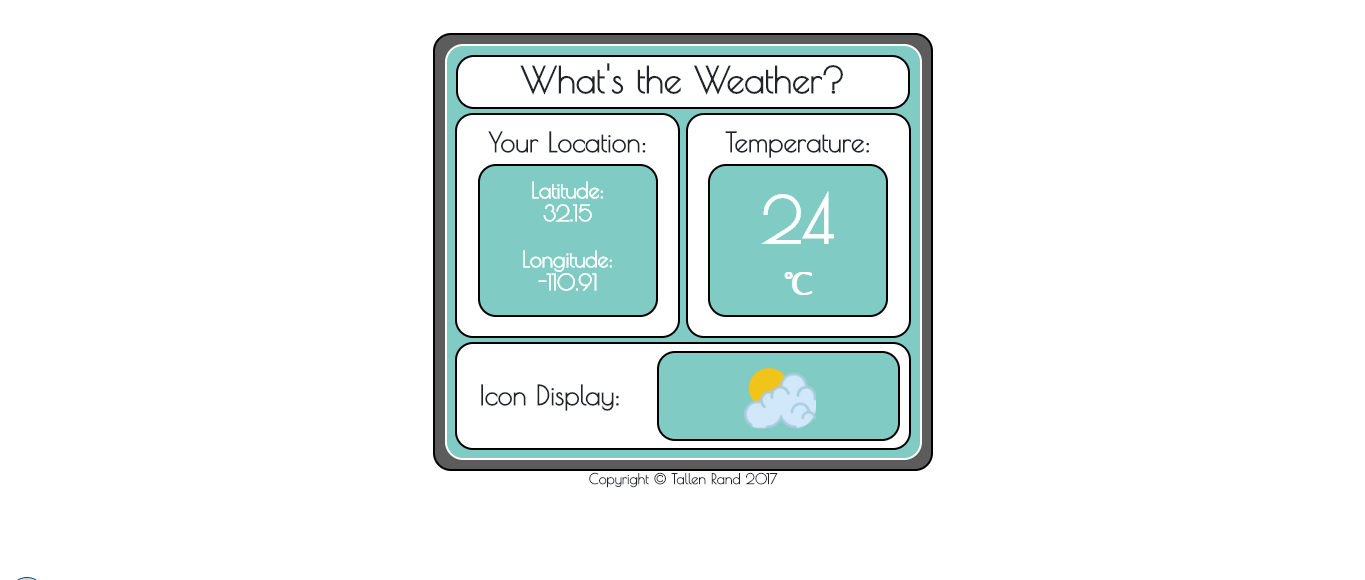 What's the Weather?
Your Location:
Latitude:
32.15
Longitude:
-110.91
Temperature:
24
℃
Icon Display:
Copyright © Tallen Rand 2017